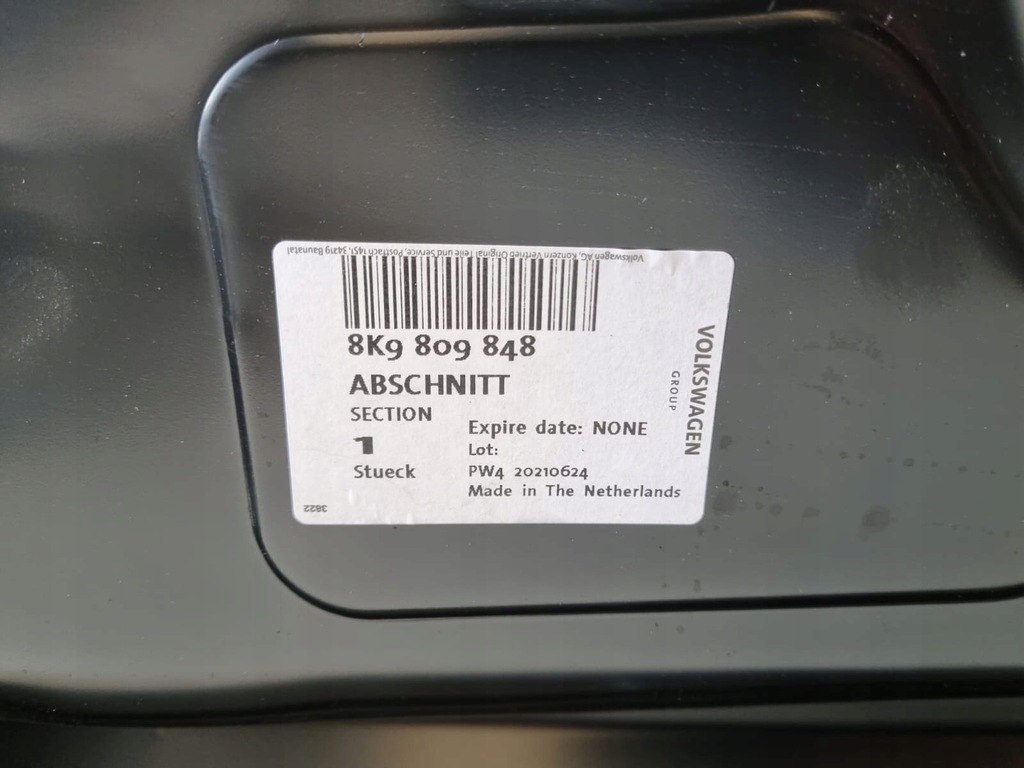 Volkswagen AG, Konzern Vertrieb Original Teile und Service, Postfach 1451, 34219 Baunatal
8K9 809 848
ABSCHNITT
SECTION
1
Stueck
Expire date: NONE
Lot:
PW4 20210624
Made in The Netherlands
VOLKSWAGEN
GROUP
3822